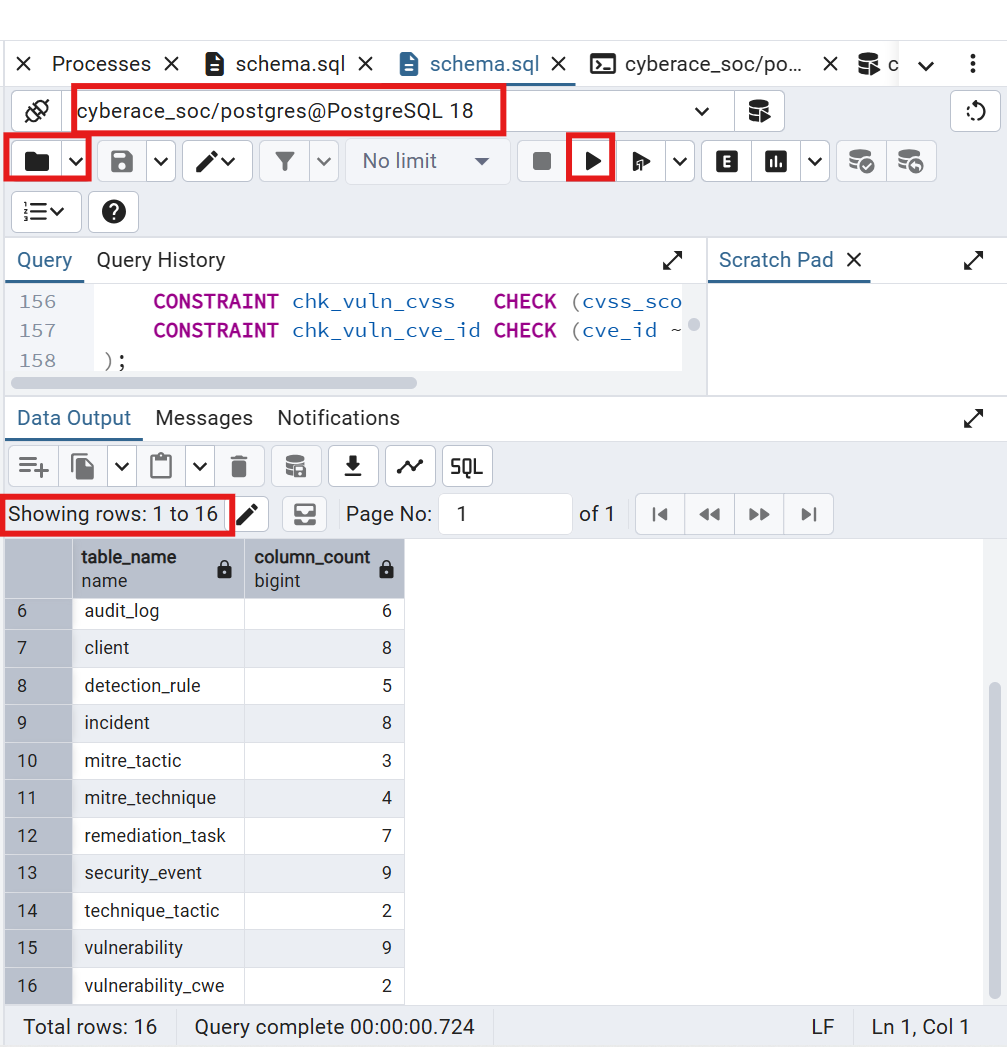 Processes schema.sql schema.sql cyberace_soc/po... c
cyberace_soc/postgres@PostgreSQL 18
No limit E
Query Query History Scratch Pad
156 CONSTRAINT chk_vuln_cvss CHECK (cvss_sco
157 CONSTRAINT chk_vuln_cve_id CHECK (cve_id ~
158 );
Data Output Messages Notifications
SQL
Showing rows: 1 to 16 Page No: 1 of 1
table_name column_count
name bigint
6 audit_log 6
7 client 8
8 detection_rule 5
9 incident 8
10 mitre_tactic 3
11 mitre_technique 4
12 remediation_task 7
13 security_event 9
14 technique_tactic 2
15 vulnerability 9
16 vulnerability_cwe 2
Total rows: 16 Query complete 00:00:00.724 LF Ln 1, Col 1